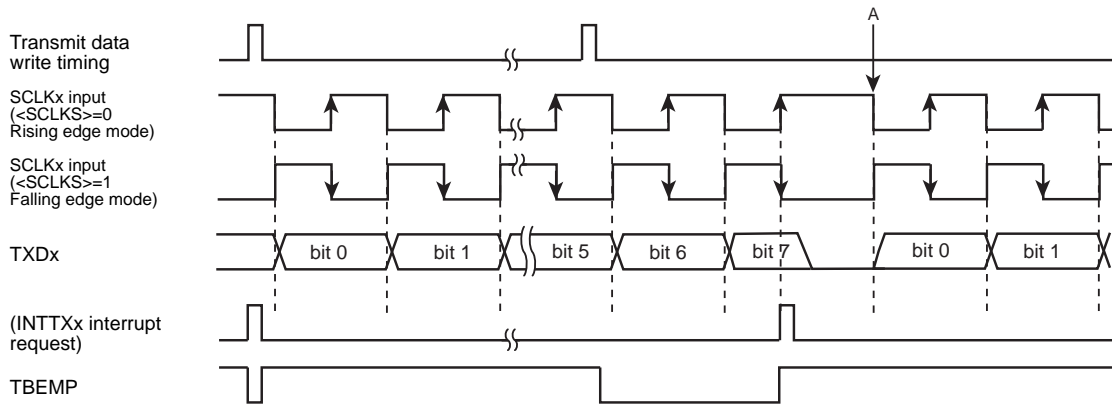 A
Transmit data
write timing
SCLKx input
(<SCLKS>=0
Rising edge mode)
SCLKx input
(<SCLKS>=1
Falling edge mode)
TXDx
bit 0
bit 1
bit 5
bit 6
bit 7
bit 0
bit 1
(INTTXx interrupt
request)
TBEMP